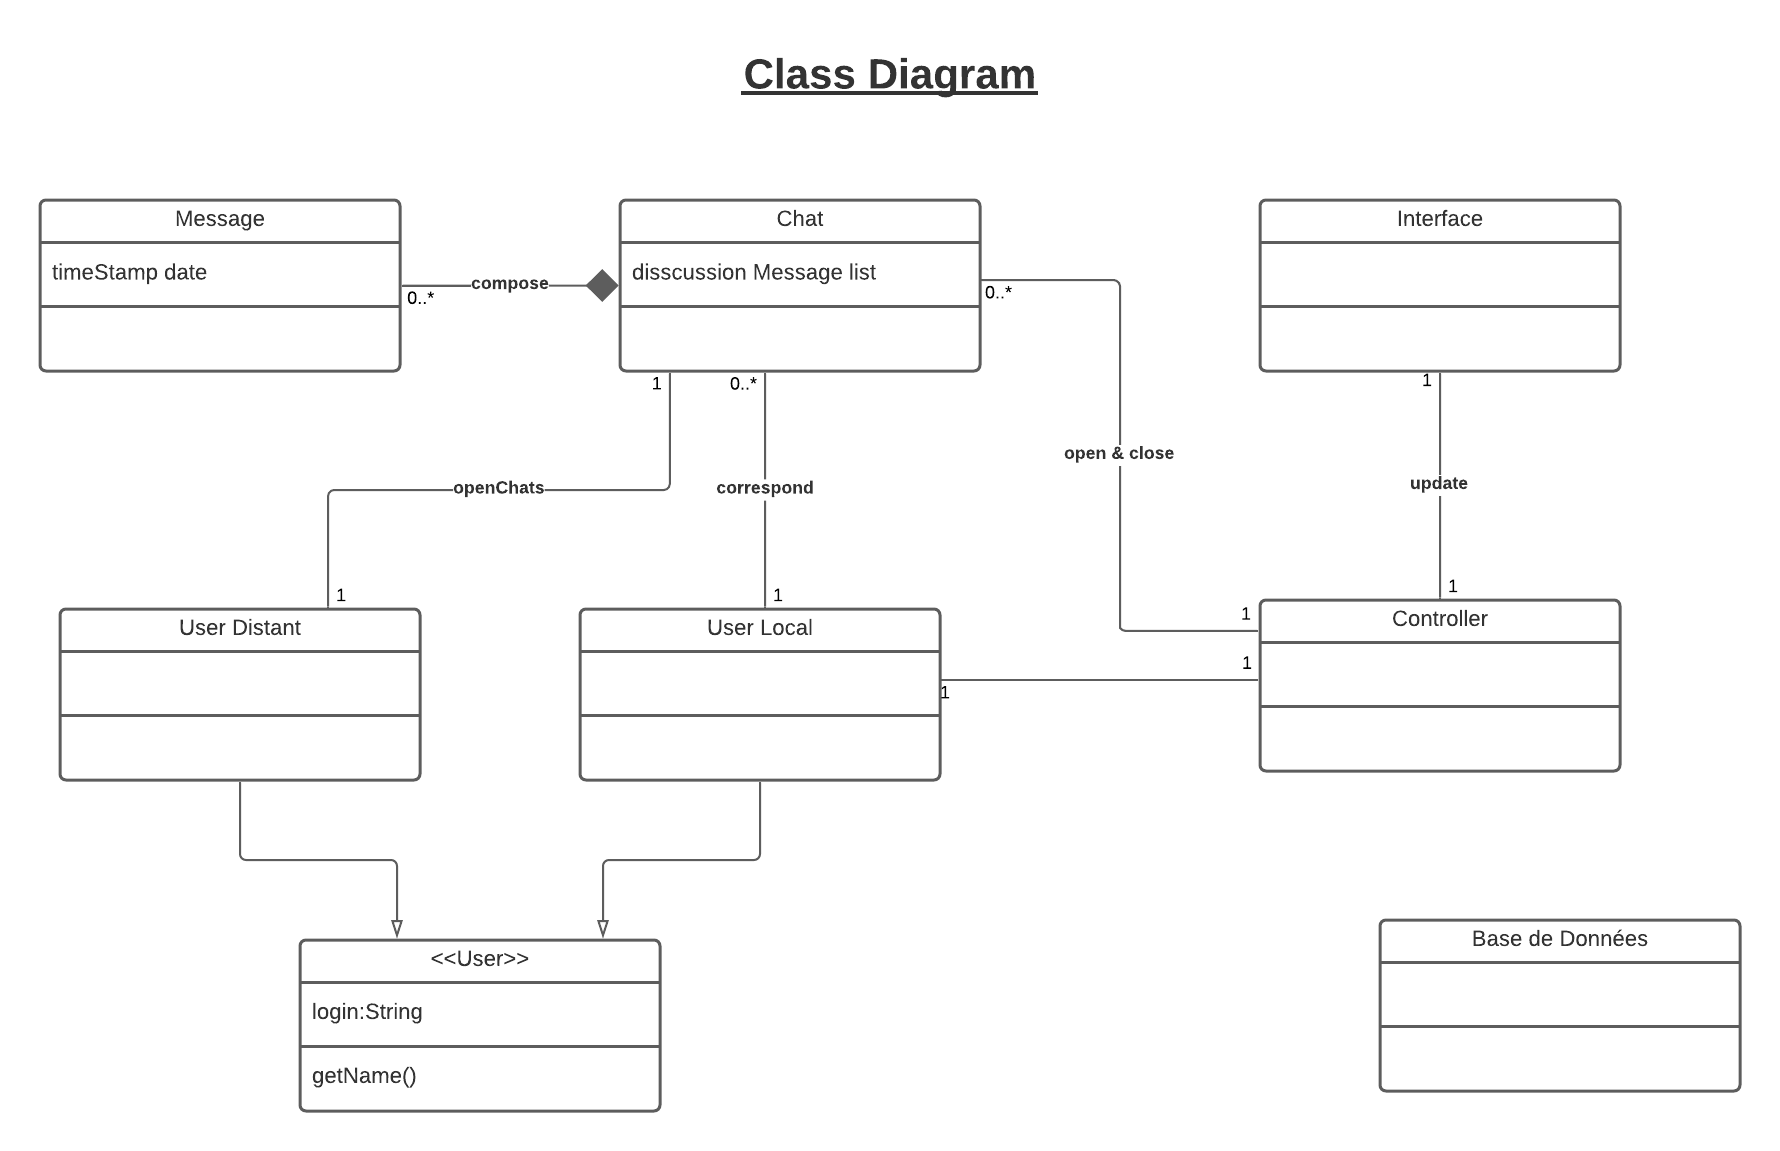 Class Diagram
Message
timeStamp date
Chat
disscussion Message list
Interface
compose
0..*
0..*
1
0..*
1
open & close
openChats
correspond
update
1
1
1
1
1
1
User Distant
User Local
Controller
<<User>>
login:String
getName()
Base de Données